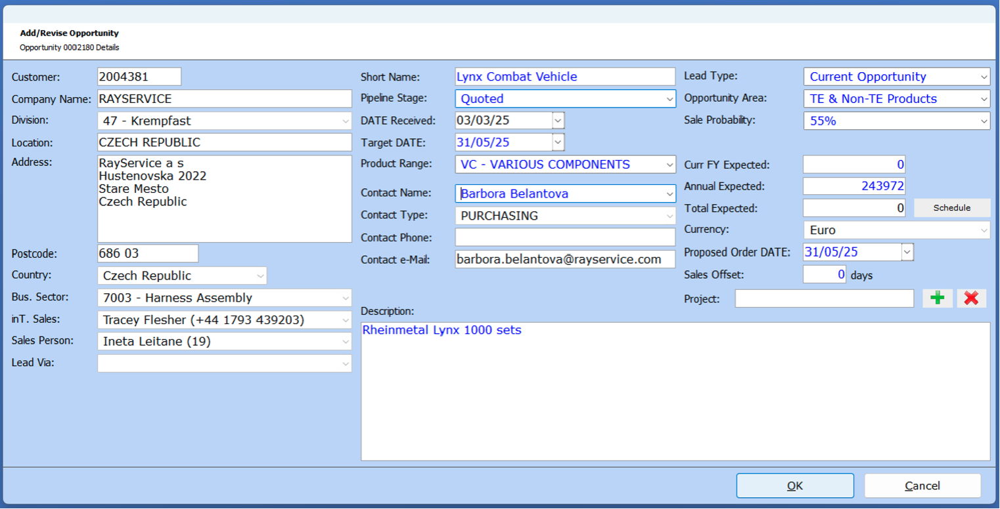 Add/Revise Opportunity
Opportunity 0002180 Details
Customer: 2004381
Company Name: RAYSERVICE
Division: 47 - Krempfast
Location: CZECH REPUBLIC
Address: RayService a s
Hustenovska 2022
Stare Mesto
Czech Republic
Postcode: 686 03
Country: Czech Republic
Bus. Sector: 7003 - Harness Assembly
inT. Sales: Tracey Flesher (+44 1793 439203)
Sales Person: Ineta Leitane (19)
Lead Via:
Short Name: Lynx Combat Vehicle
Pipeline Stage: Quoted
DATE Received: 03/03/25
Target DATE: 31/05/25
Product Range: VC - VARIOUS COMPONENTS
Contact Name: Barbora Belantova
Contact Type: PURCHASING
Contact Phone:
Contact e-Mail: barbora.belantova@rayservice.com
Lead Type: Current Opportunity
Opportunity Area: TE & Non-TE Products
Sale Probability: 55%
Curr FY Expected: 0
Annual Expected: 243972
Total Expected: 0 Schedule
Currency: Euro
Proposed Order DATE: 31/05/25
Sales Offset: 0 days
Project:
Description:
Rheinmetal Lynx 1000 sets
OK Cancel